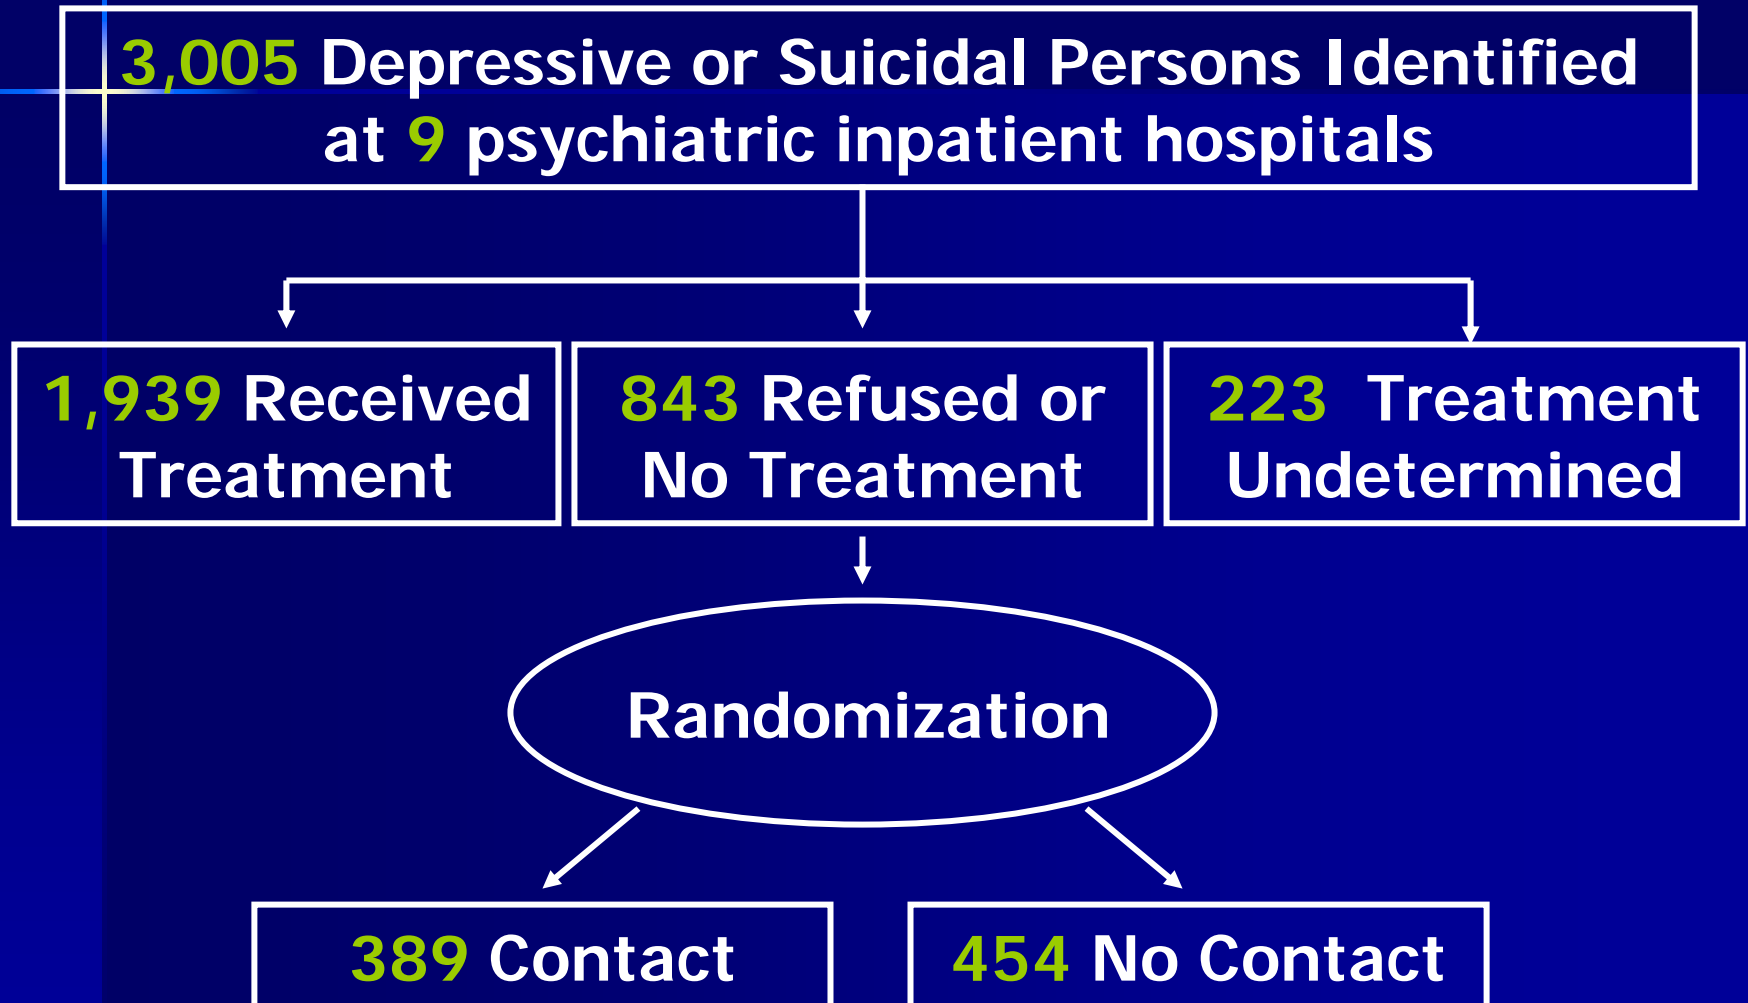 3,005 Depressive or Suicidal Persons Identified
at 9 psychiatric inpatient hospitals
1,939 Received
Treatment
843 Refused or
No Treatment
223 Treatment
Undetermined
Randomization
389 Contact
454 No Contact